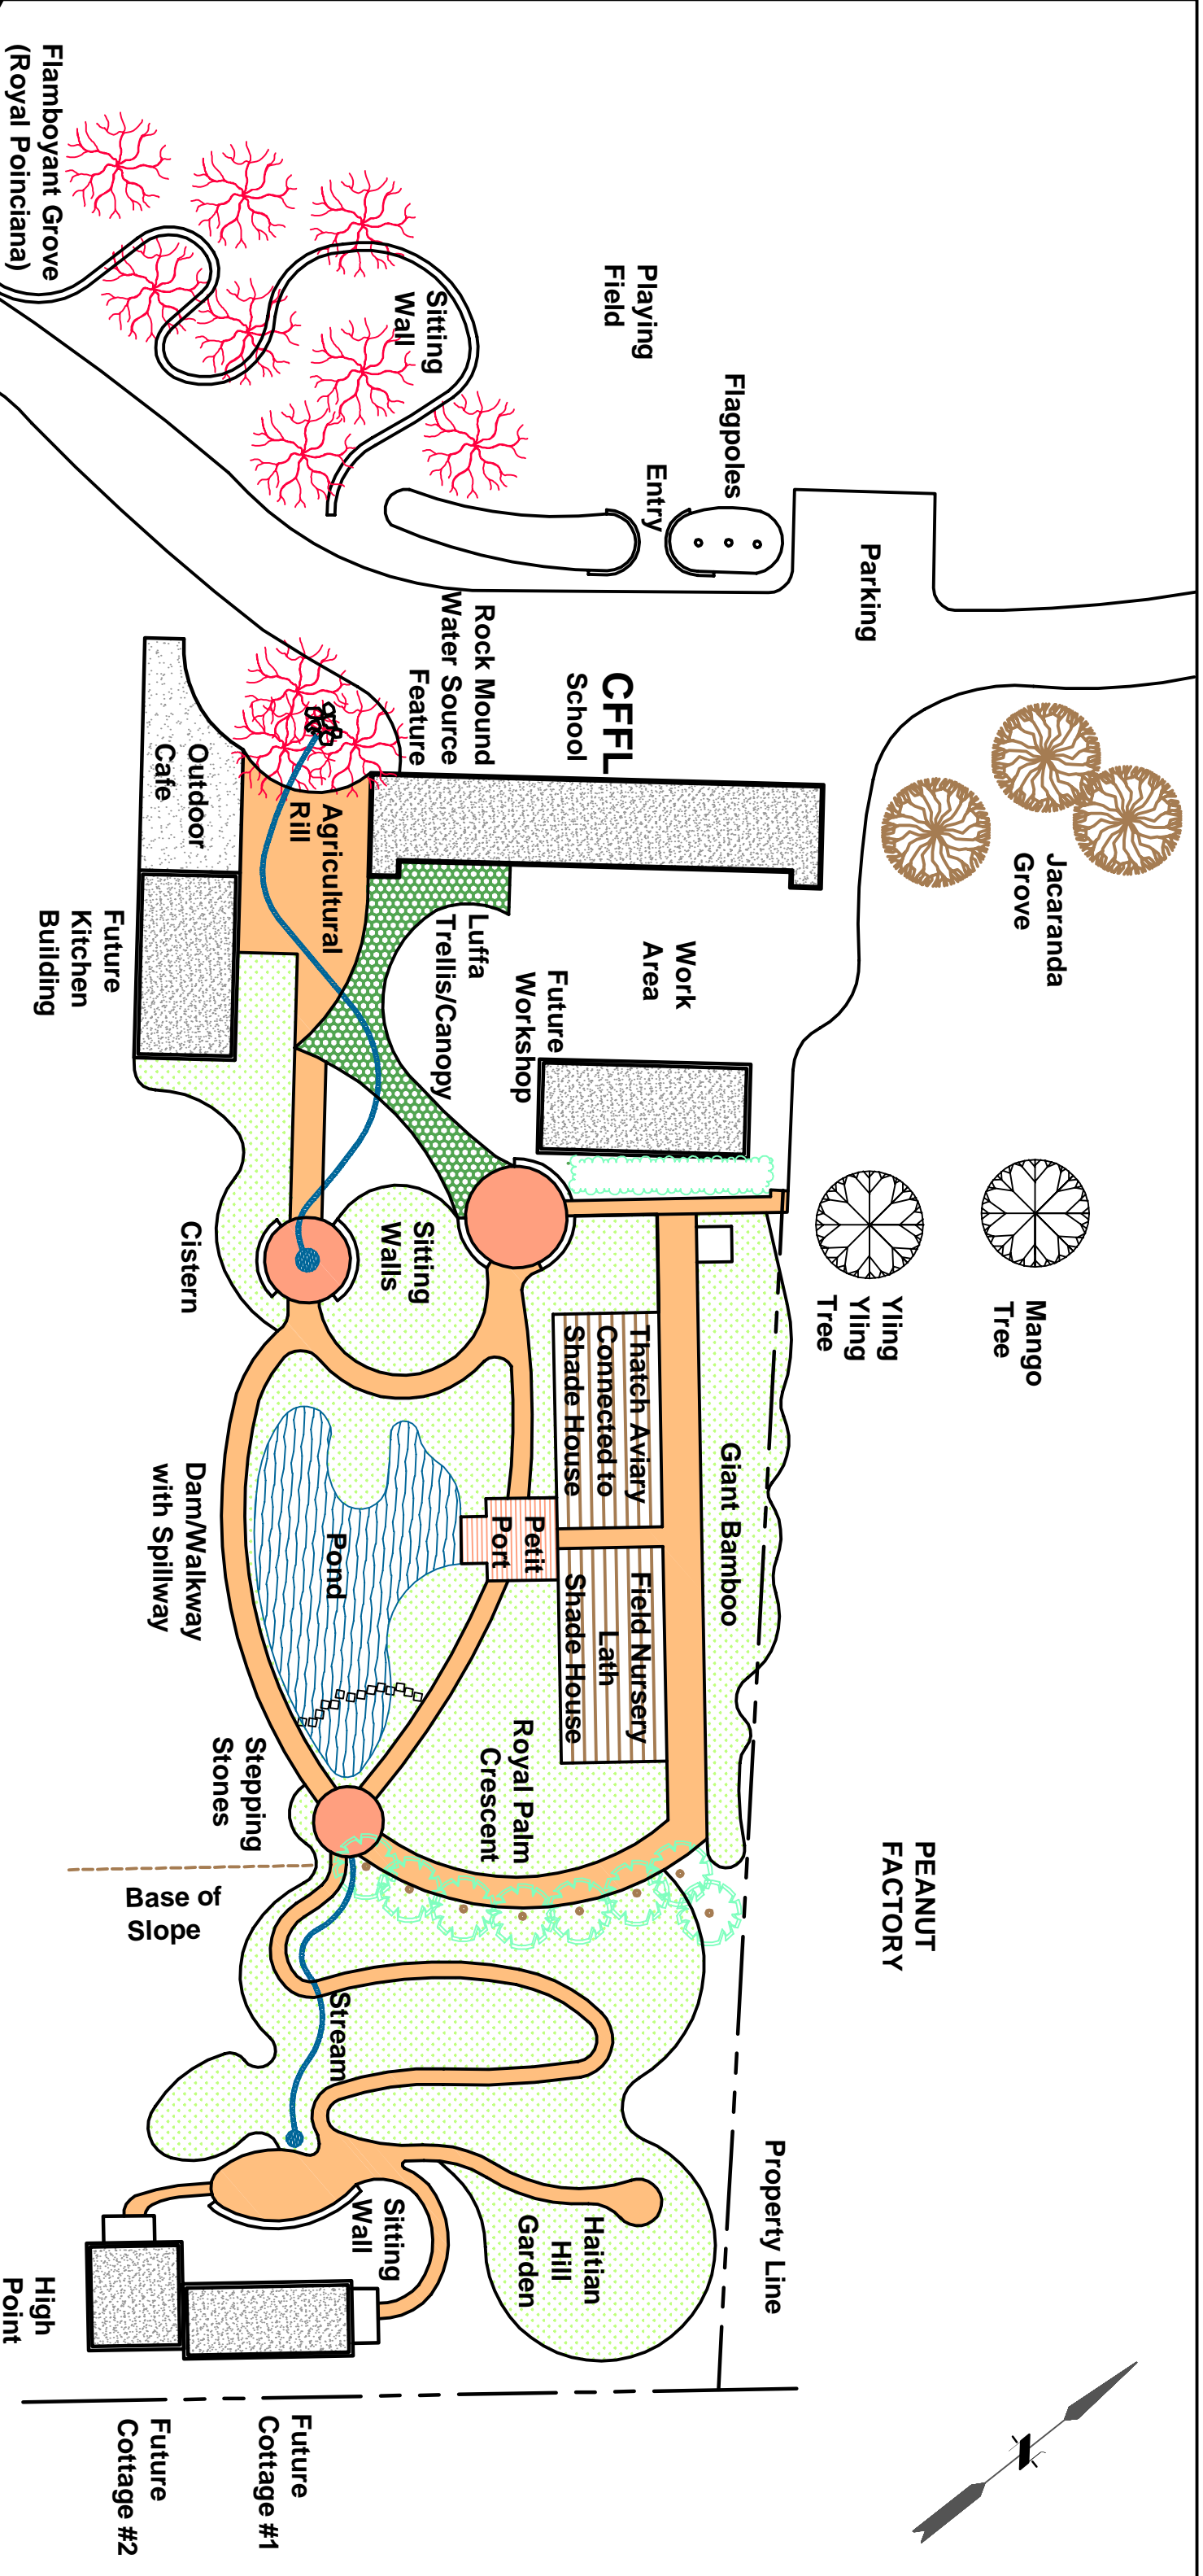 Flamboyant Grove
(Royal Poinciana)
Sitting
Wall
Playing
Field
Flagpoles
Entry
Parking
Rock Mound
Water Source
Feature
CFFL
School
Jacaranda
Grove
Outdoor
Cafe
Agricultural
Rill
Future
Kitchen
Building
Luffa
Trellis/Canopy
Work
Area
Future
Workshop
Cistern
Sitting
Walls
Yling
Yling
Tree
Mango
Tree
Thatch Aviary
Connected to
Shade House
Giant Bamboo
Dam/Walkway
with Spillway
Pond
Petit
Port
Field Nursery
Lath
Shade House
Stepping
Stones
Royal Palm
Crescent
PEANUT
FACTORY
Base of
Slope
Stream
Property Line
Sitting
Wall
Haitian
Hill
Garden
High
Point
Future
Cottage #1
Future
Cottage #2